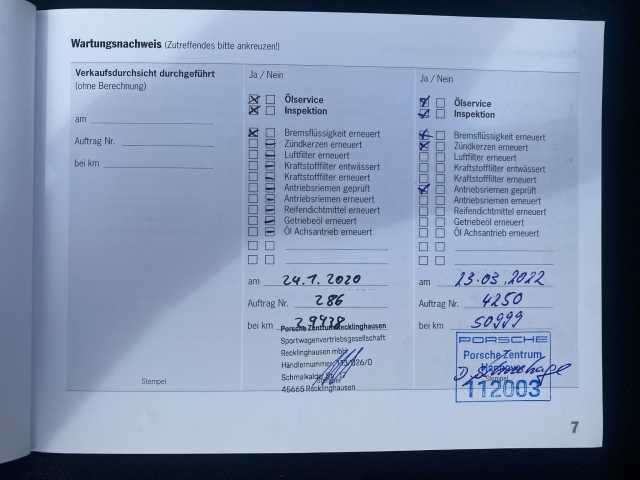 Wartungsnachweis (Zutreffendes bitte ankreuzen!)
Verkaufsdurchsicht durchgeführt
(ohne Berechnung)
am
Auftrag Nr.
bei km
Stempel
Ja / Nein
Ölservice
Inspektion
Bremsflüssigkeit erneuert
Zündkerzen erneuert
Luftfilter erneuert
Kraftstofffilter entwässert
Kraftstofffilter erneuert
Antriebsriemen geprüft
Antriebsriemen erneuert
Reifendichtmittel erneuert
Getriebeöl erneuert
Öl Achsantrieb erneuert
am 24.1.2020
Auftrag Nr. 286
bei km 29438
Porsche Zentrum Recklinghausen
Sportwagenvertriebsgesellschaft
Recklinghausen mbH
Händlernummer
45665 Recklinghausen
Ja / Nein
Ölservice
Inspektion
Bremsflüssigkeit erneuert
Zündkerzen erneuert
Luftfilter erneuert
Kraftstofffilter entwässert
Kraftstofffilter erneuert
Antriebsriemen geprüft
Antriebsriemen erneuert
Reifendichtmittel erneuert
Getriebeöl erneuert
Öl Achsantrieb erneuert
am 23.03.2022
Auftrag Nr. 4250
bei km 50999
PORSCHE
Porsche Zentrum
Stempel
112003
7